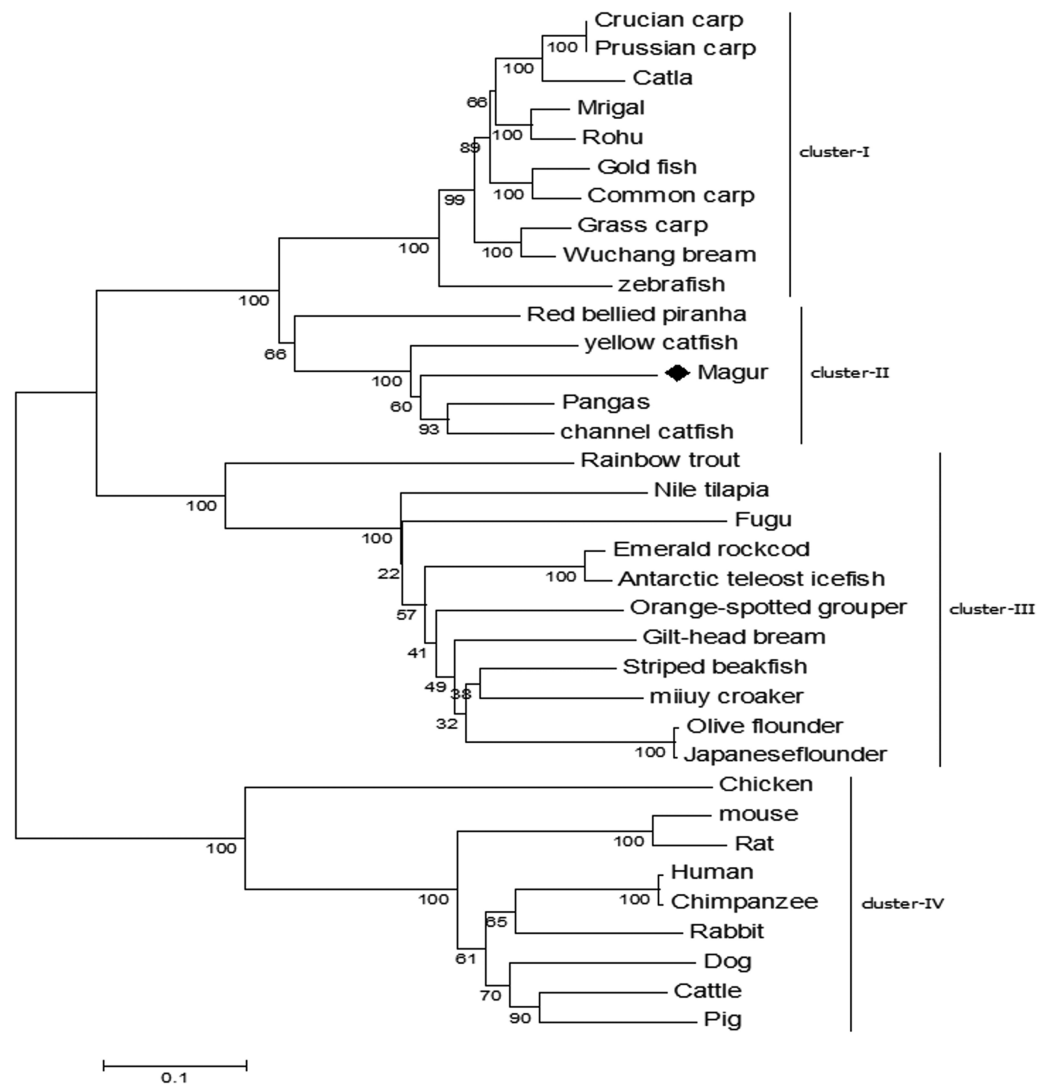 Crucian carp
100
Prussian carp
100
Catla
66
Mrigal
100
Rohu
89
cluster-I
Gold fish
100
Common carp
99
Grass carp
100
Wuchang bream
100
zebrafish
100
Red bellied piranha
66
yellow catfish
100
Magur
cluster-II
60
Pangas
93
channel catfish
Rainbow trout
100
Nile tilapia
100
Fugu
22
Emerald rockcod
100
Antarctic teleost icefish
57
Orange-spotted grouper
cluster-III
41
Gilt-head bream
49
38
Striped beakfish
miiuy croaker
32
Olive flounder
100
Japaneseflounder
Chicken
100
mouse
100
Rat
100
Human
100
Chimpanzee
cluster-IV
65
Rabbit
61
Dog
70
Cattle
90
Pig
0.1